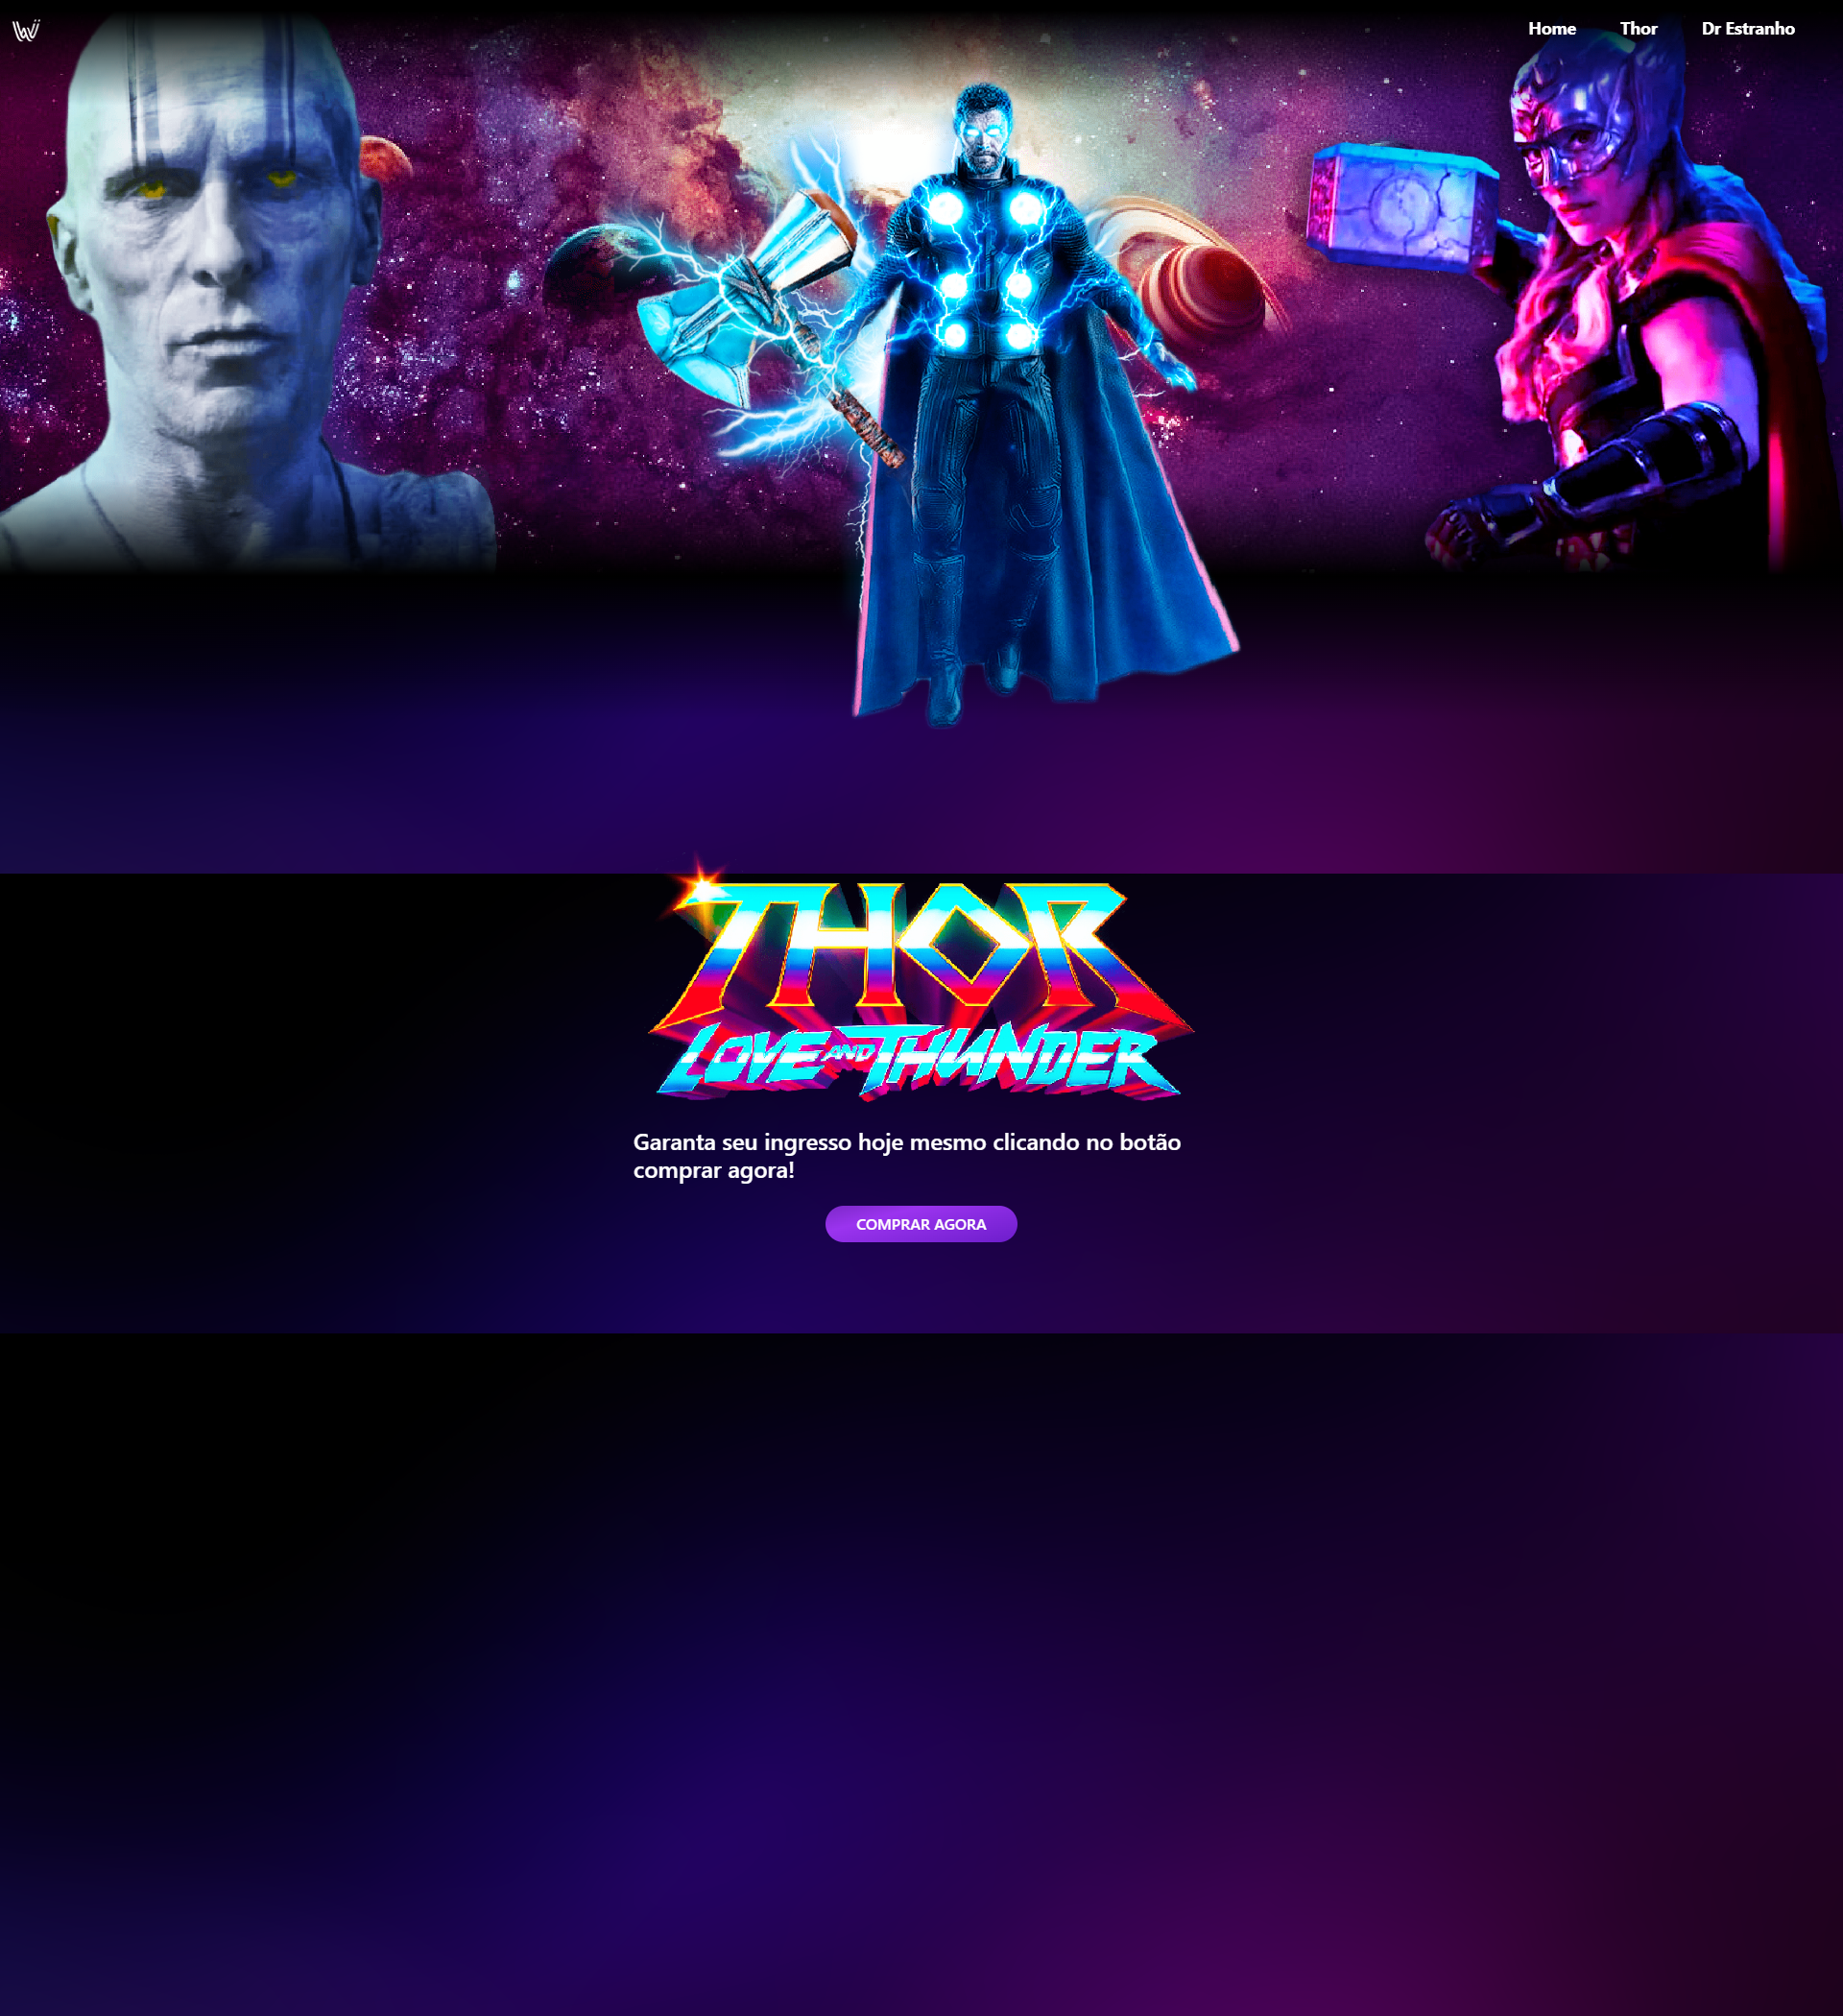 Home Thor Dr Estranho
THOR
LOVE AND THUNDER
Garanta seu ingresso hoje mesmo clicando no botão
comprar agora!
COMPRAR AGORA